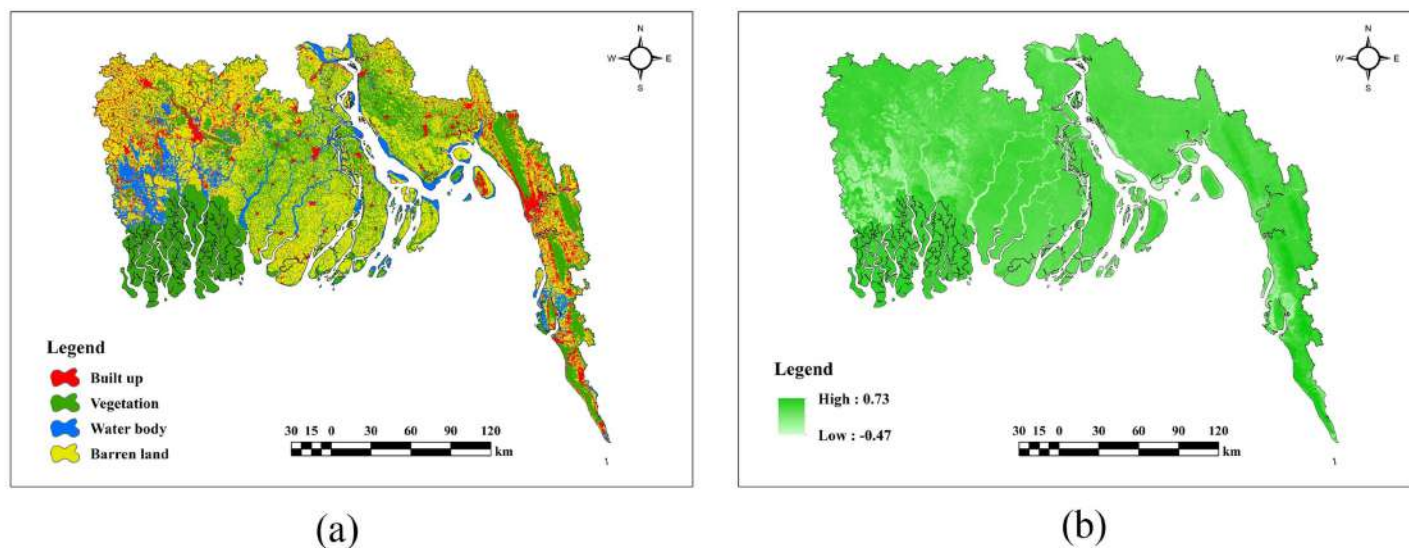 N
W E
S
Legend
Built up
Vegetation
Water body
Barren land
30 15 0 30 60 90 120
km
(a)
N
W E
S
Legend
High : 0.73
Low : -0.47
30 15 0 30 60 90 120
km
(b)